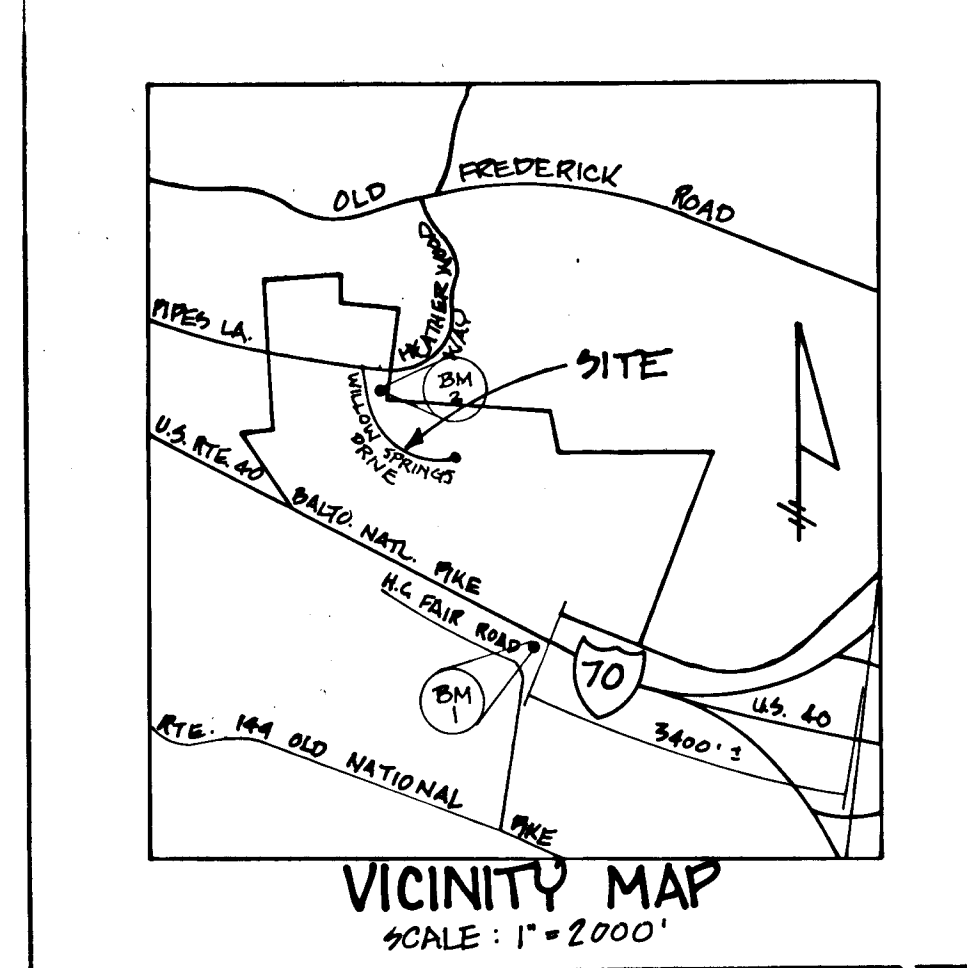 OLD FREDERICK ROAD
HEATHER WOOD WAY
PIPES LA.
BM 2
SITE
WILLOW SPRINGS DRIVE
U.S. RTE. 40
BALTO. NATL. PIKE
H.G FAIR ROAD
BM 1
70
U.S. 40
3400' ±
RTE. 144 OLD NATIONAL PIKE
VICINITY MAP
SCALE : 1" = 2000'